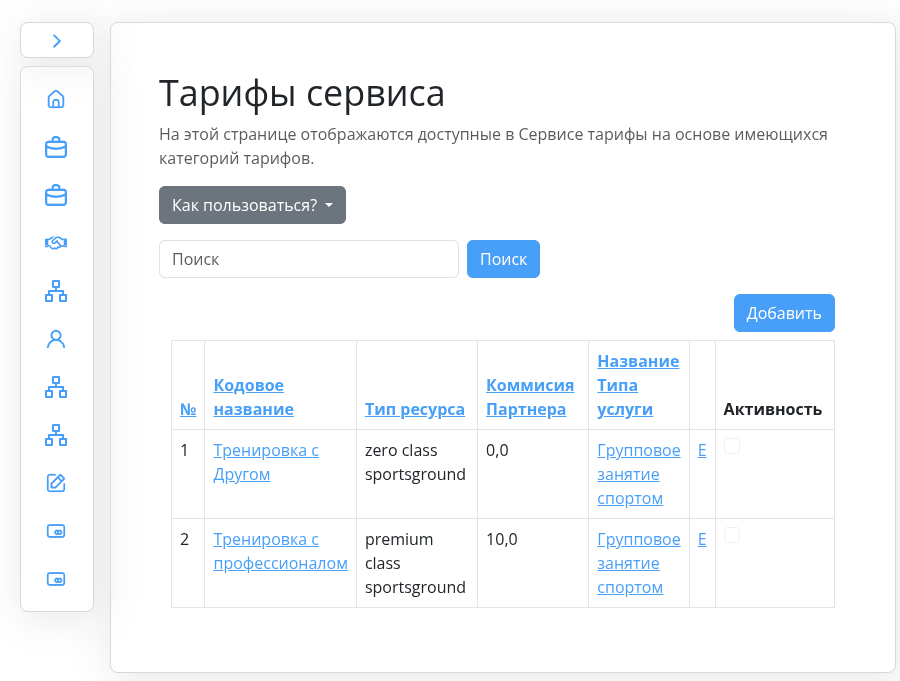 Тарифы сервиса
На этой странице отображаются доступные в Сервисе тарифы на основе имеющихся
категорий тарифов.
Как пользоваться?
Поиск Поиск
Добавить
№ Кодовое название Тип ресурса Коммисия Партнера Название Типа услуги Активность
1 Тренировка с Другом zero class sportsground 0,0 Групповое занятие спортом E
2 Тренировка с профессионалом premium class sportsground 10,0 Групповое занятие спортом E